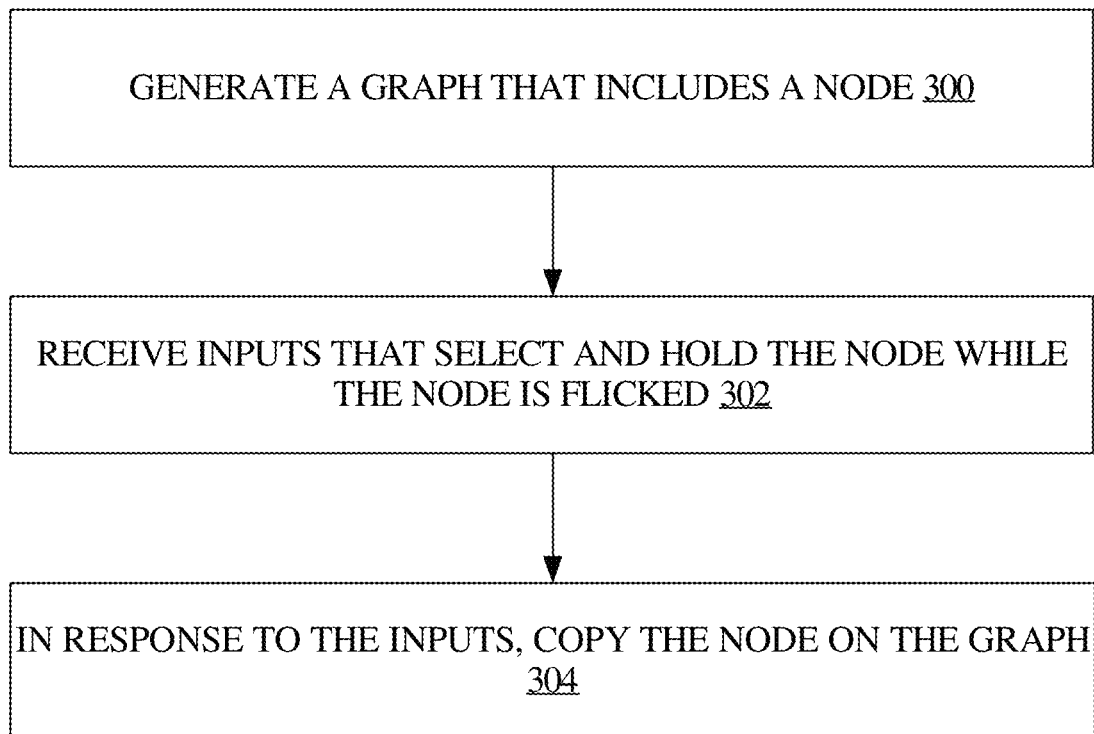 GENERATE A GRAPH THAT INCLUDES A NODE 300
RECEIVE INPUTS THAT SELECT AND HOLD THE NODE WHILE
THE NODE IS FLICKED 302
IN RESPONSE TO THE INPUTS, COPY THE NODE ON THE GRAPH
304